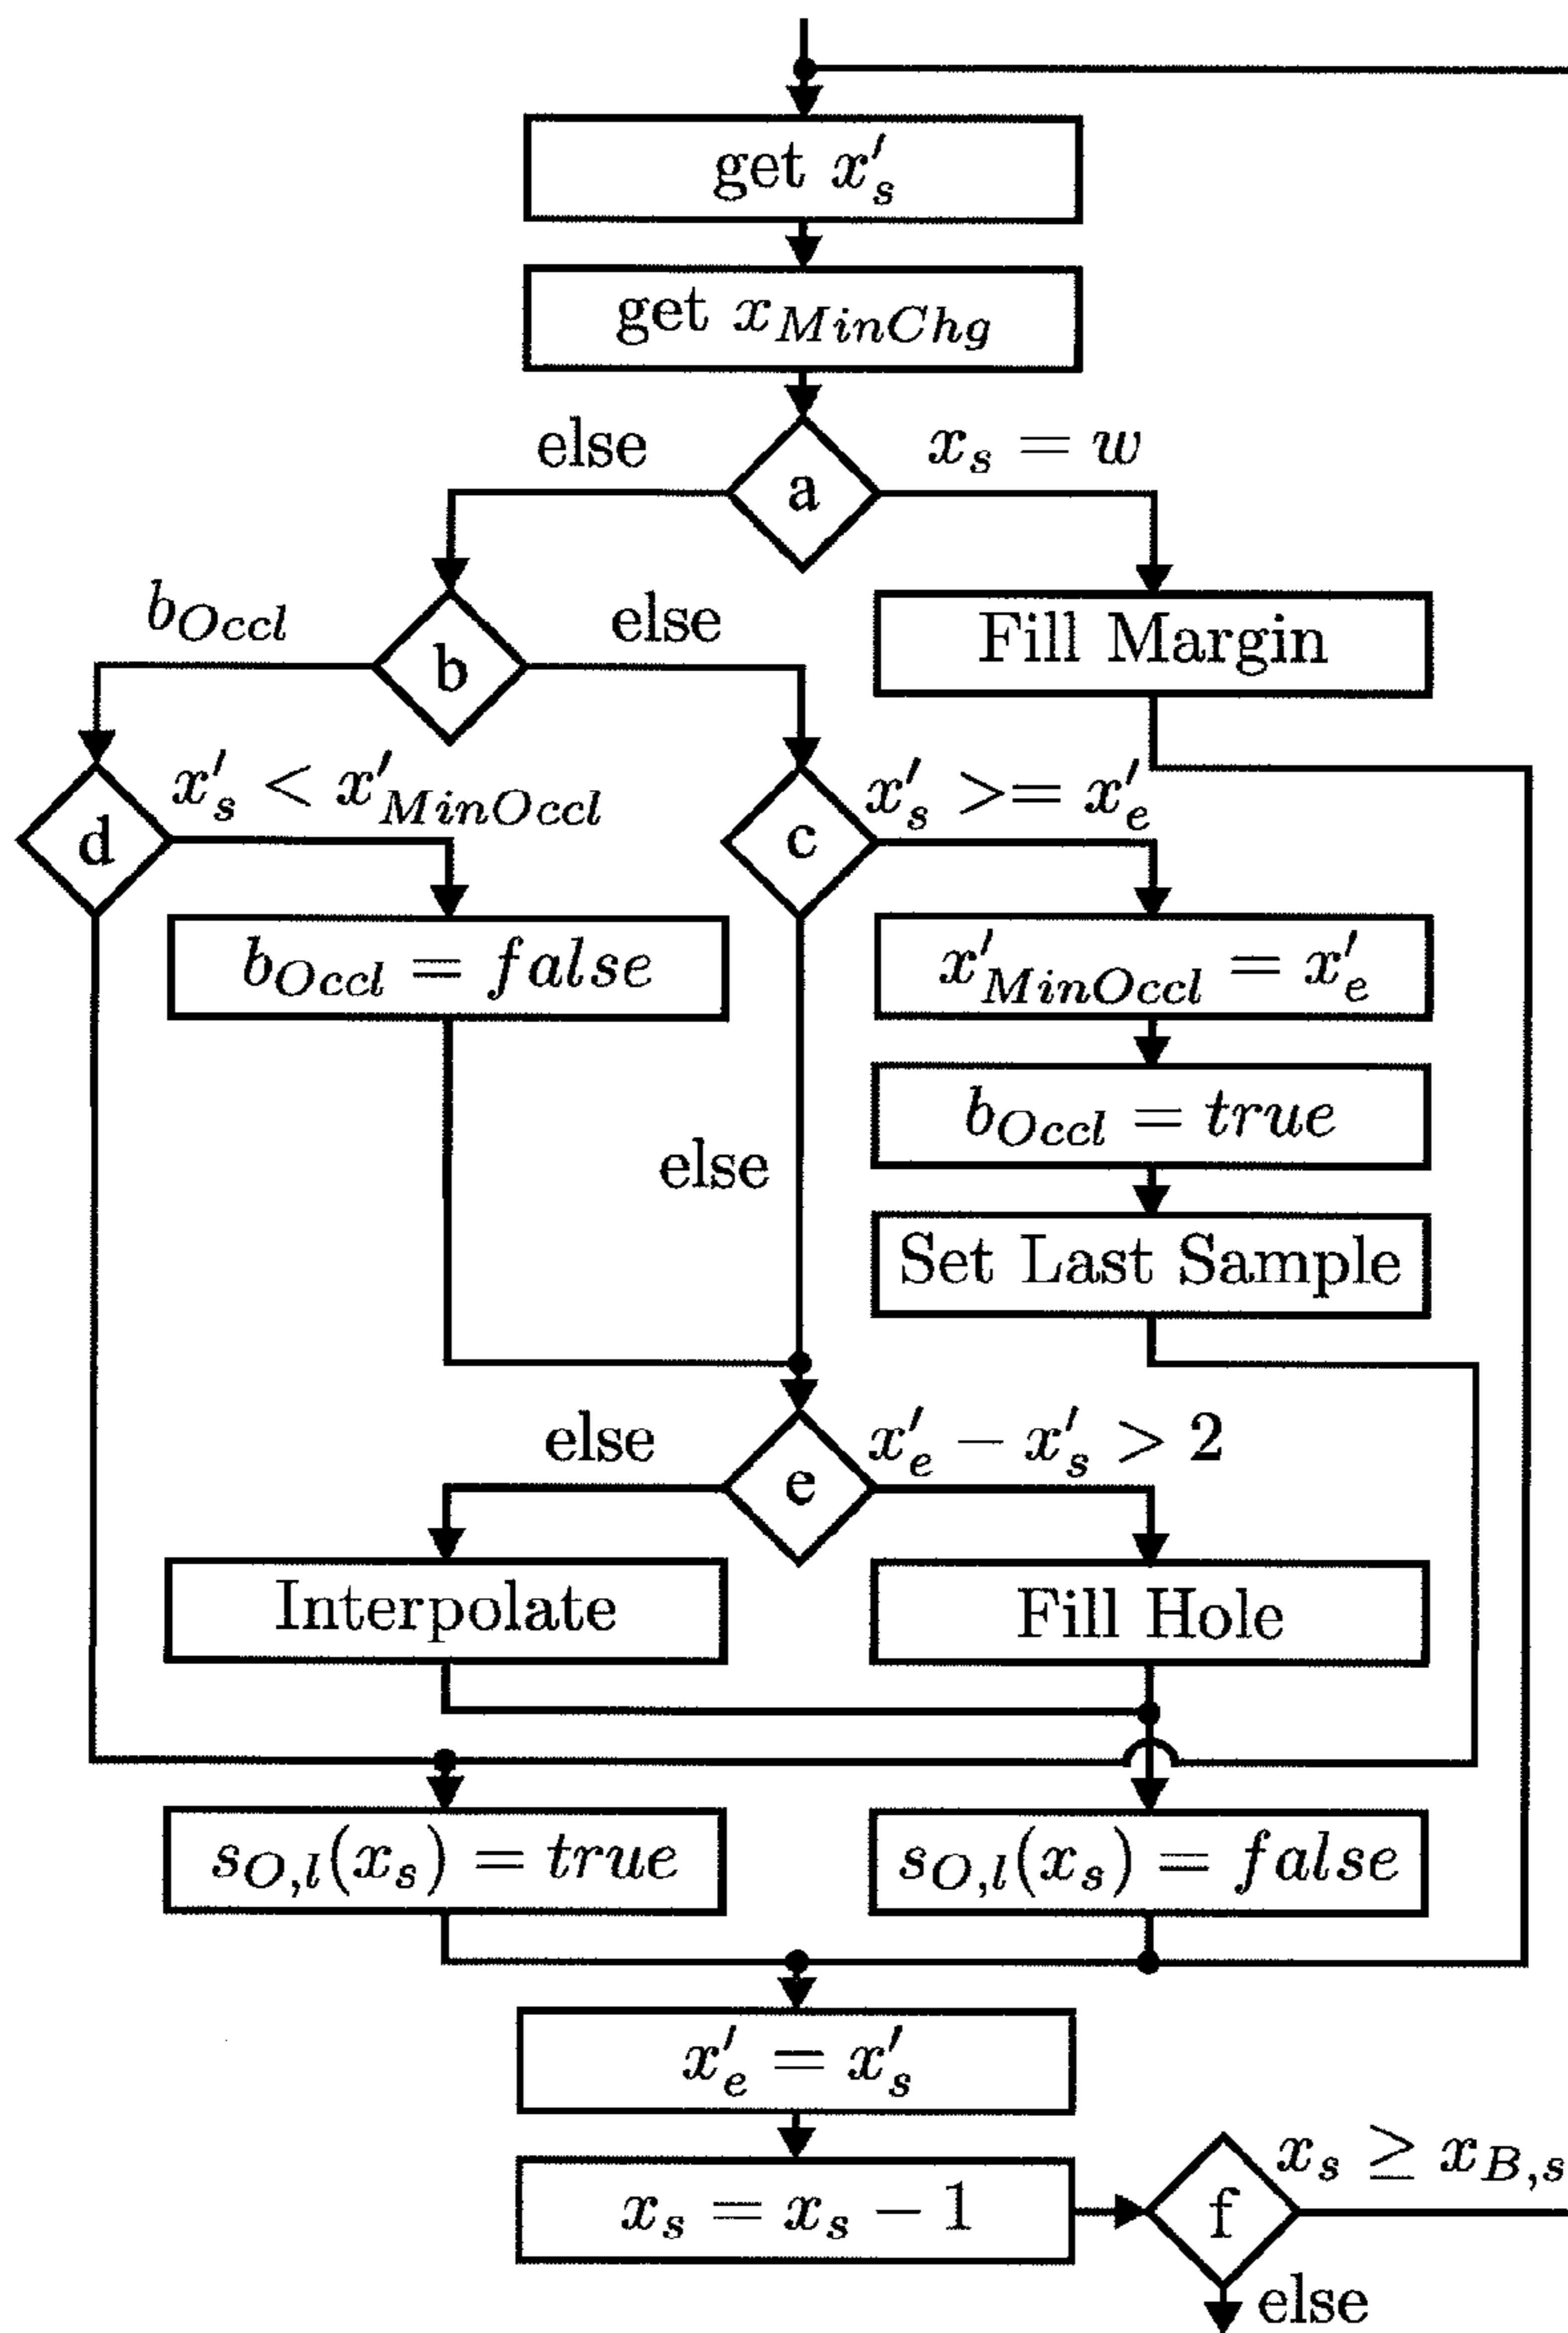 get x′_s
get x_MinChg
else
x_s = w
a
b_Occl
else
Fill Margin
b
x′_s < x′_MinOccl
x′_s >= x′_e
d
c
b_Occl = false
x′_MinOccl = x′_e
b_Occl = true
else
Set Last Sample
else
x′_e − x′_s > 2
e
Interpolate
Fill Hole
s_O,l(x_s) = true
s_O,l(x_s) = false
x′_e = x′_s
x_s ≥ x_B,s
x_s = x_s − 1
f
else